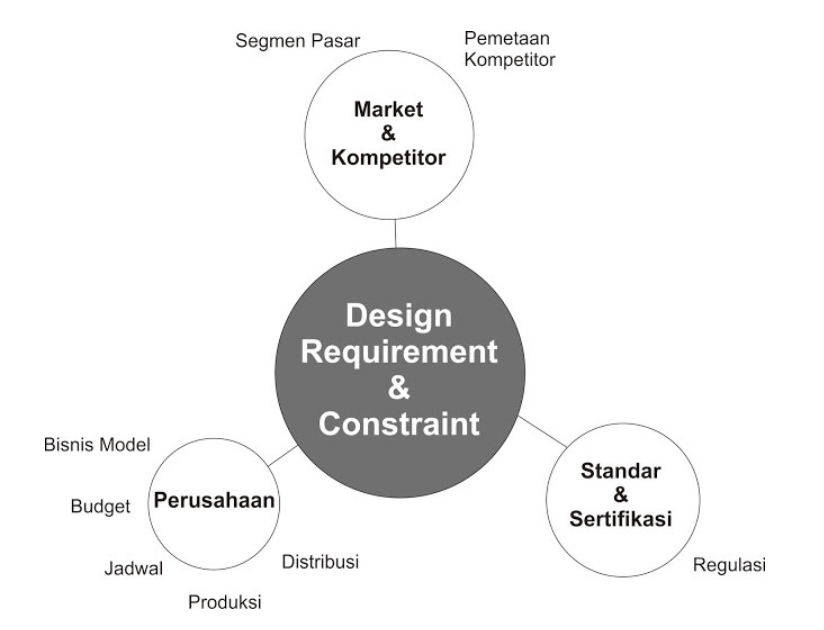 Segmen Pasar
Pemetaan
Kompetitor
Market
&
Kompetitor
Design
Requirement
&
Constraint
Bisnis Model
Budget
Perusahaan
Jadwal
Distribusi
Produksi
Standar
&
Sertifikasi
Regulasi